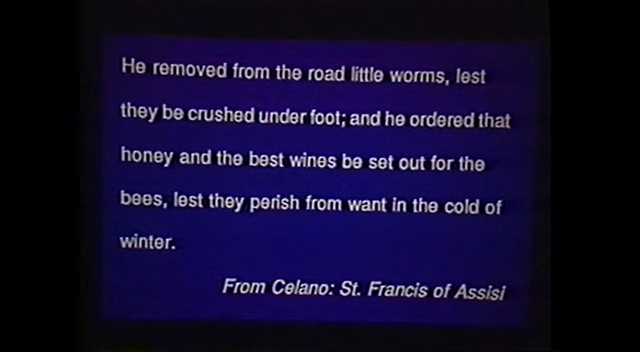 He removed from the road little worms, lest
they be crushed under foot; and he ordered that
honey and the best wines be set out for the
bees, lest they perish from want in the cold of
winter.
From Celano: St. Francis of Assisi